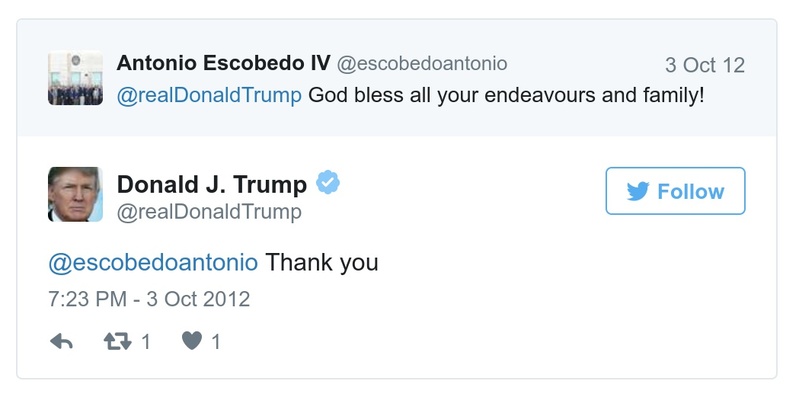 Antonio Escobedo IV @escobedoantonio 3 Oct 12
@realDonaldTrump God bless all your endeavours and family!
Donald J. Trump
@realDonaldTrump
Follow
@escobedoantonio Thank you
7:23 PM - 3 Oct 2012
1 1